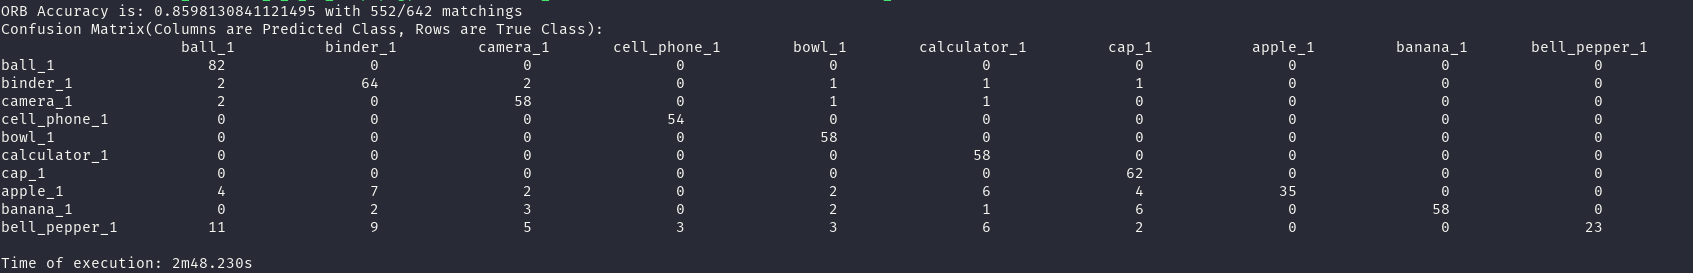 ORB Accuracy is: 0.8598130841121495 with 552/642 matchings
Confusion Matrix(Columns are Predicted Class, Rows are True Class):
ball_1 binder_1 camera_1 cell_phone_1 bowl_1 calculator_1 cap_1 apple_1 banana_1 bell_pepper_1
ball_1 82 0 0 0 0 0 0 0 0 0
binder_1 2 64 2 0 1 1 1 0 0 0
camera_1 2 0 58 0 1 1 0 0 0 0
cell_phone_1 0 0 0 54 0 0 0 0 0 0
bowl_1 0 0 0 0 58 0 0 0 0 0
calculator_1 0 0 0 0 0 58 0 0 0 0
cap_1 0 0 0 0 0 0 62 0 0 0
apple_1 4 7 2 0 2 6 4 35 0 0
banana_1 0 2 3 0 2 1 6 0 58 0
bell_pepper_1 11 9 5 3 3 6 2 0 0 23
Time of execution: 2m48.230s